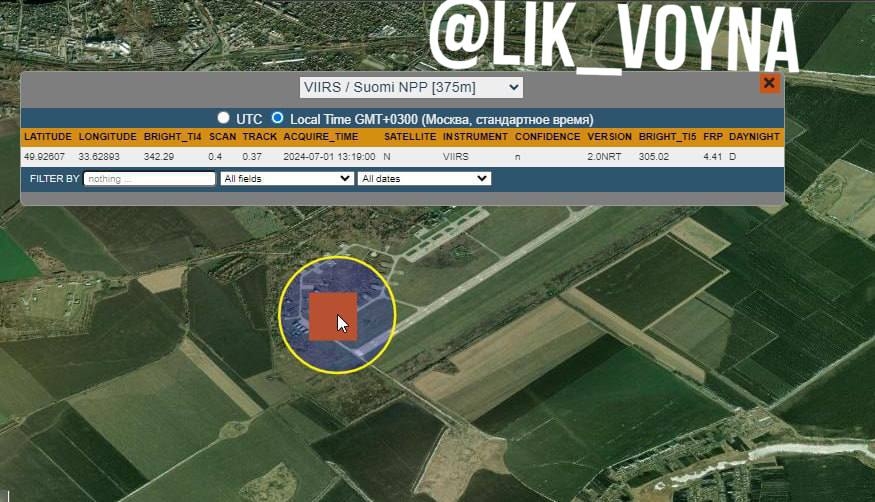 @LIK_VOYNA
VIIRS / Suomi NPP [375m]
UTC Local Time GMT+0300 (Москва, стандартное время)
LATITUDE LONGITUDE BRIGHT_TI4 SCAN TRACK ACQUIRE_TIME SATELLITE INSTRUMENT CONFIDENCE VERSION BRIGHT_TI5 FRP DAYNIGHT
49.92607 33.62893 342.29 0.4 0.37 2024-07-01 13:19:00 N VIIRS n 2.0NRT 305.02 4.41 D
FILTER BY nothing ... All fields All dates